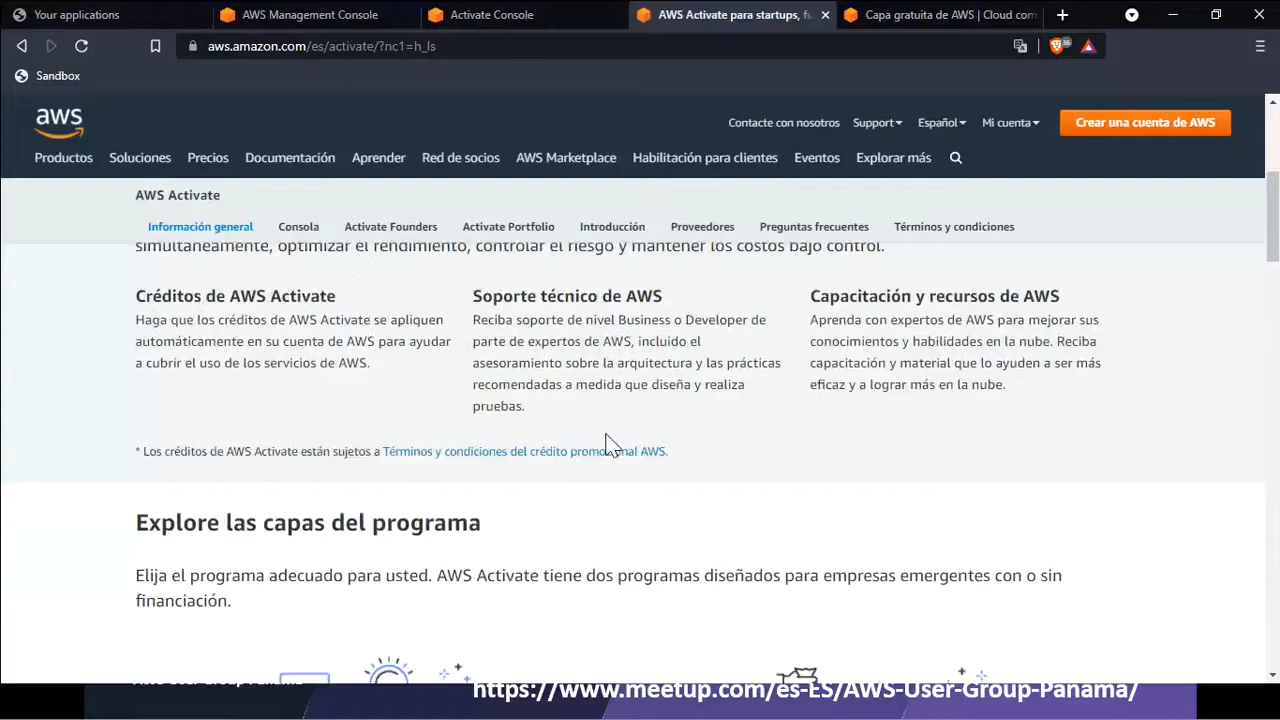 Your applications
AWS Management Console
Activate Console
AWS Activate para startups, fu
Capa gratuita de AWS | Cloud com
aws.amazon.com/es/activate/?nc1=h_ls
36
Sandbox
aws
Contacte con nosotros
Support
Español
Mi cuenta
Crear una cuenta de AWS
Productos
Soluciones
Precios
Documentación
Aprender
Red de socios
AWS Marketplace
Habilitación para clientes
Eventos
Explorar más
AWS Activate
Información general
Consola
Activate Founders
Activate Portfolio
Introducción
Proveedores
Preguntas frecuentes
Términos y condiciones
simultáneamente, optimizar el rendimiento, controlar el riesgo y mantener los costos bajo control.
Créditos de AWS Activate
Haga que los créditos de AWS Activate se apliquen
automáticamente en su cuenta de AWS para ayudar
a cubrir el uso de los servicios de AWS.
Soporte técnico de AWS
Reciba soporte de nivel Business o Developer de
parte de expertos de AWS, incluido el
asesoramiento sobre la arquitectura y las prácticas
recomendadas a medida que diseña y realiza
pruebas.
Capacitación y recursos de AWS
Aprenda con expertos de AWS para mejorar sus
conocimientos y habilidades en la nube. Reciba
capacitación y material que lo ayuden a ser más
eficaz y a lograr más en la nube.
* Los créditos de AWS Activate están sujetos a Términos y condiciones del crédito promocional AWS.
Explore las capas del programa
Elija el programa adecuado para usted. AWS Activate tiene dos programas diseñados para empresas emergentes con o sin
financiación.
https://www.meetup.com/es-ES/AWS-User-Group-Panama/